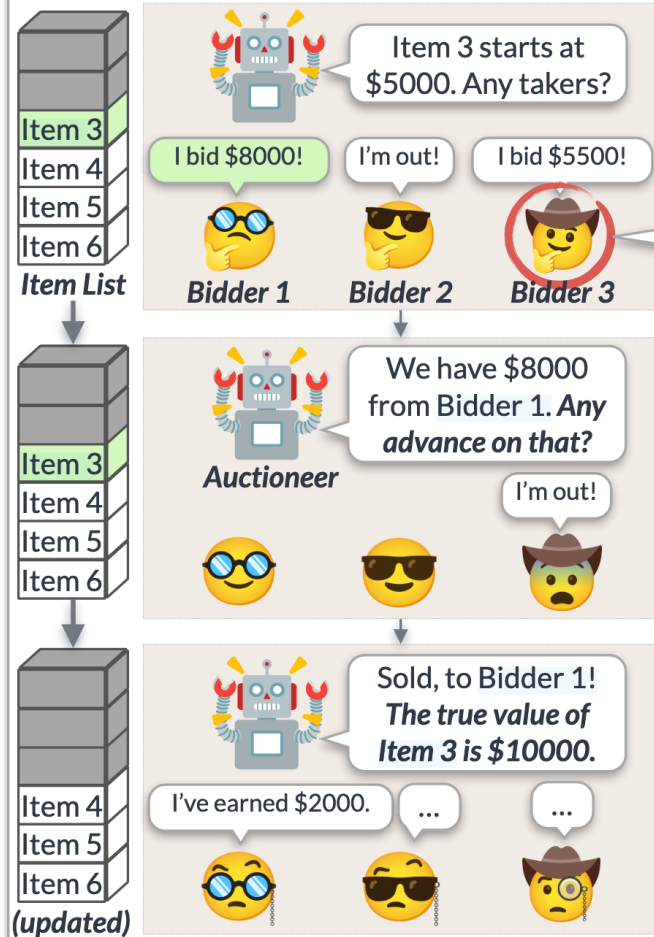 Item 3 starts at
$5000. Any takers?
Item 3
Item 4
Item 5
Item 6
Item List
I bid $8000!
I'm out!
I bid $5500!
Bidder 1
Bidder 2
Bidder 3
We have $8000
from Bidder 1. Any
advance on that?
Auctioneer
I'm out!
Item 3
Item 4
Item 5
Item 6
Sold, to Bidder 1!
The true value of
Item 3 is $10000.
I've earned $2000.
...
...
Item 4
Item 5
Item 6
(updated)